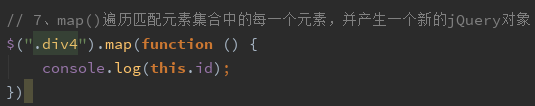 // 7、map()遍历匹配元素集合中的每一个元素，并产生一个新的jQuery对象
$(".div4").map(function () {
    console.log(this.id);
})